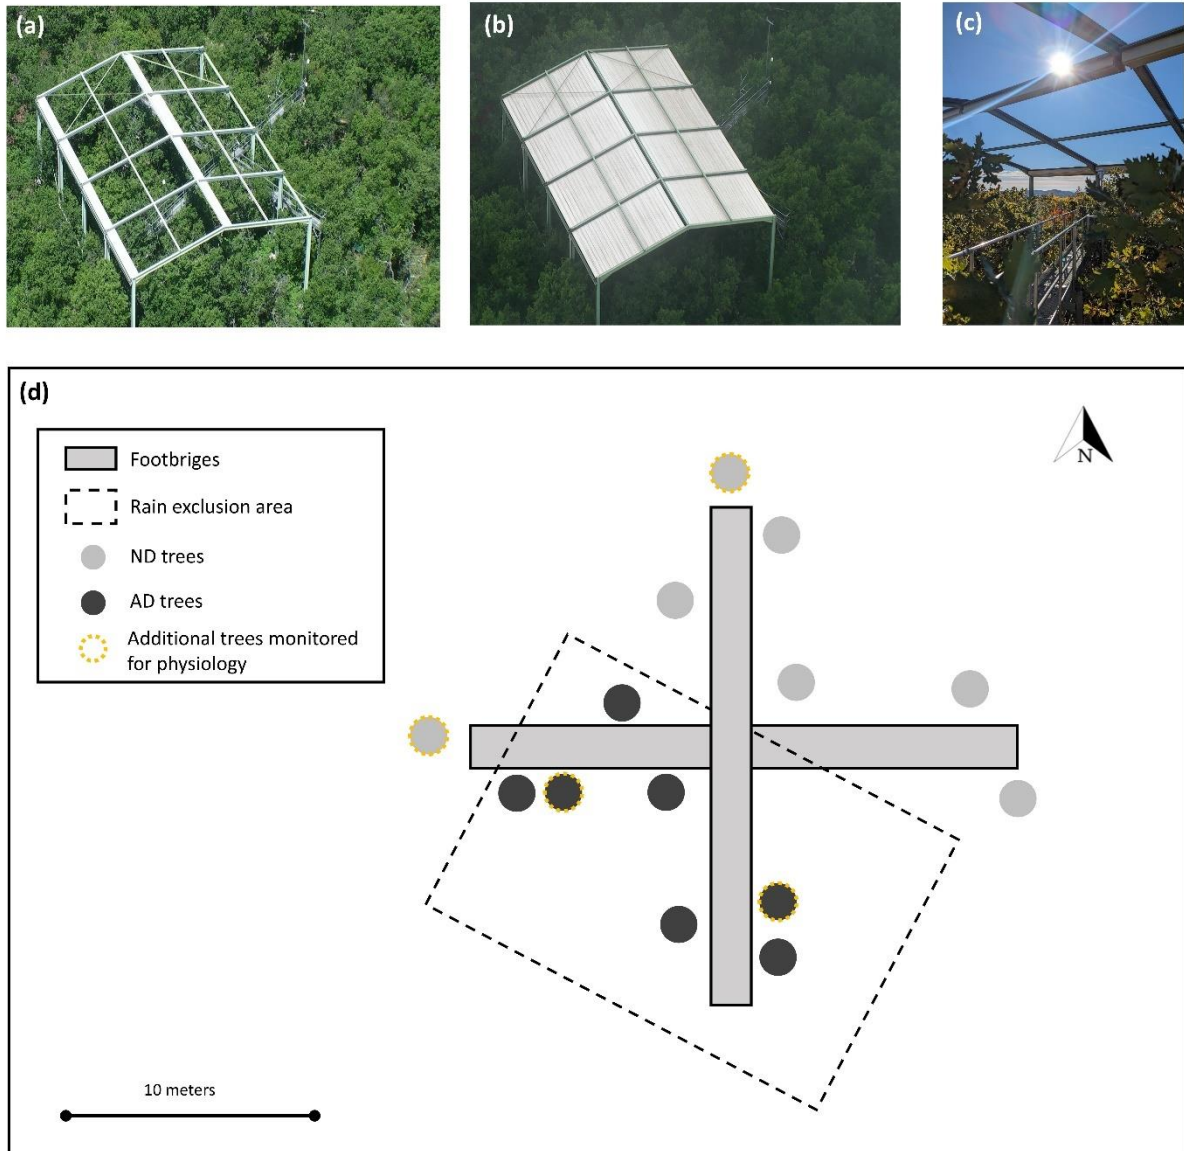 (a)
(b)
(c)
(d)
Footbriges
Rain exclusion area
ND trees
AD trees
Additional trees monitored
for physiology
N
10 meters